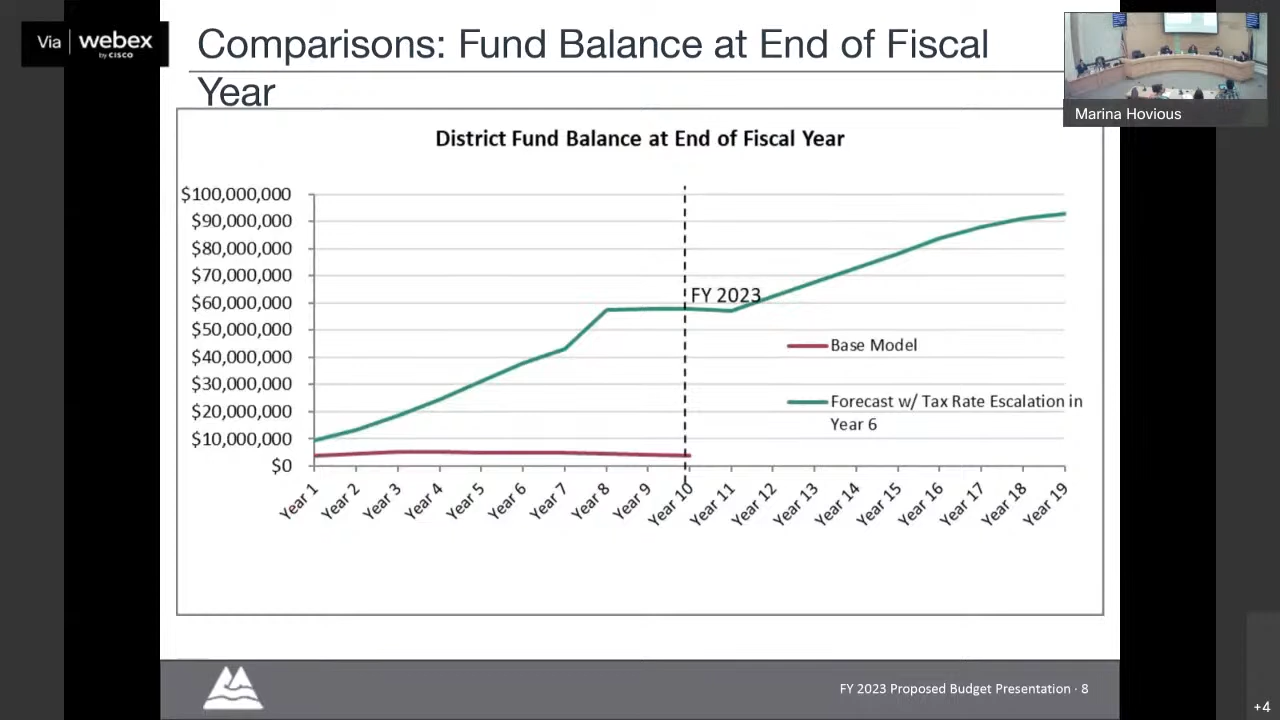 Via webex
by CISCO
Comparisons: Fund Balance at End of Fiscal
Year
Marina Hovious
District Fund Balance at End of Fiscal Year
$100,000,000
$90,000,000
$80,000,000
$70,000,000
$60,000,000
$50,000,000
$40,000,000
$30,000,000
$20,000,000
$10,000,000
$0
FY 2023
Base Model
Forecast w/ Tax Rate Escalation in
Year 6
Year 1
Year 2
Year 3
Year 4
Year 5
Year 6
Year 7
Year 8
Year 9
Year 10
Year 11
Year 12
Year 13
Year 14
Year 15
Year 16
Year 17
Year 18
Year 19
FY 2023 Proposed Budget Presentation · 8
+4